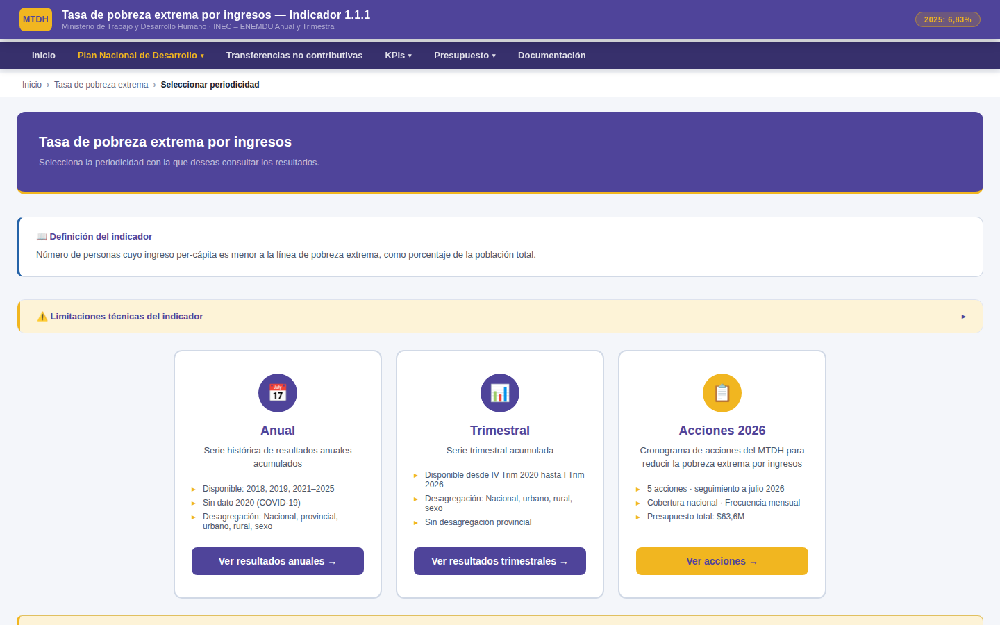 MTDH
Tasa de pobreza extrema por ingresos — Indicador 1.1.1
Ministerio de Trabajo y Desarrollo Humano · INEC – ENEMDU Anual y Trimestral
2025: 6,83%
Inicio
Plan Nacional de Desarrollo ▾
Transferencias no contributivas
KPIs ▾
Presupuesto ▾
Documentación
Inicio › Tasa de pobreza extrema › Seleccionar periodicidad
Tasa de pobreza extrema por ingresos
Selecciona la periodicidad con la que deseas consultar los resultados.
📖 Definición del indicador
Número de personas cuyo ingreso per-cápita es menor a la línea de pobreza extrema, como porcentaje de la población total.
⚠️ Limitaciones técnicas del indicador ►
Anual
Serie histórica de resultados anuales
acumulados
► Disponible: 2018, 2019, 2021–2025
► Sin dato 2020 (COVID-19)
► Desagregación: Nacional, provincial,
urbano, rural, sexo
Ver resultados anuales →
Trimestral
Serie trimestral acumulada
► Disponible desde IV Trim 2020 hasta I Trim
2026
► Desagregación: Nacional, urbano, rural,
sexo
► Sin desagregación provincial
Ver resultados trimestrales →
Acciones 2026
Cronograma de acciones del MTDH para
reducir la pobreza extrema por ingresos
► 5 acciones · seguimiento a julio 2026
► Cobertura nacional · Frecuencia mensual
► Presupuesto total: $63,6M
Ver acciones →